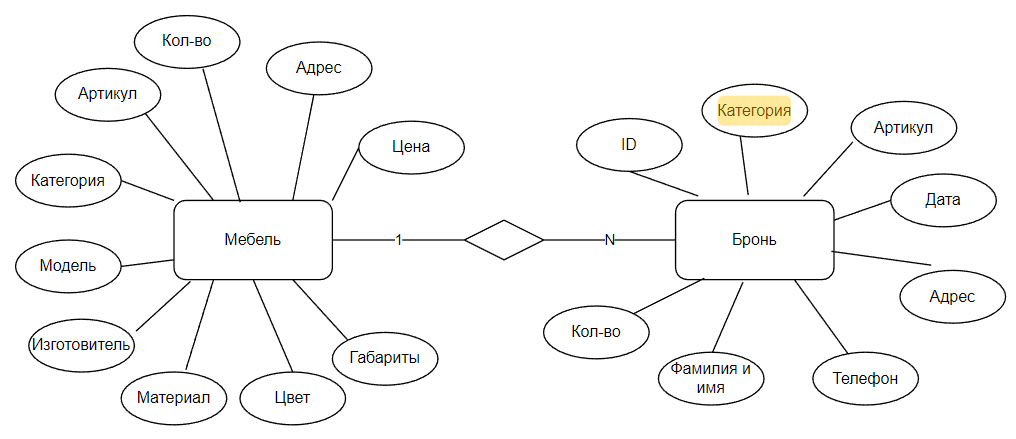 Кол-во
Адрес
Артикул
Цена
Категория
Мебель
Модель
Изготовитель
Материал
Цвет
Габариты
1
N
Категория
ID
Артикул
Дата
Бронь
Адрес
Кол-во
Фамилия и
имя
Телефон